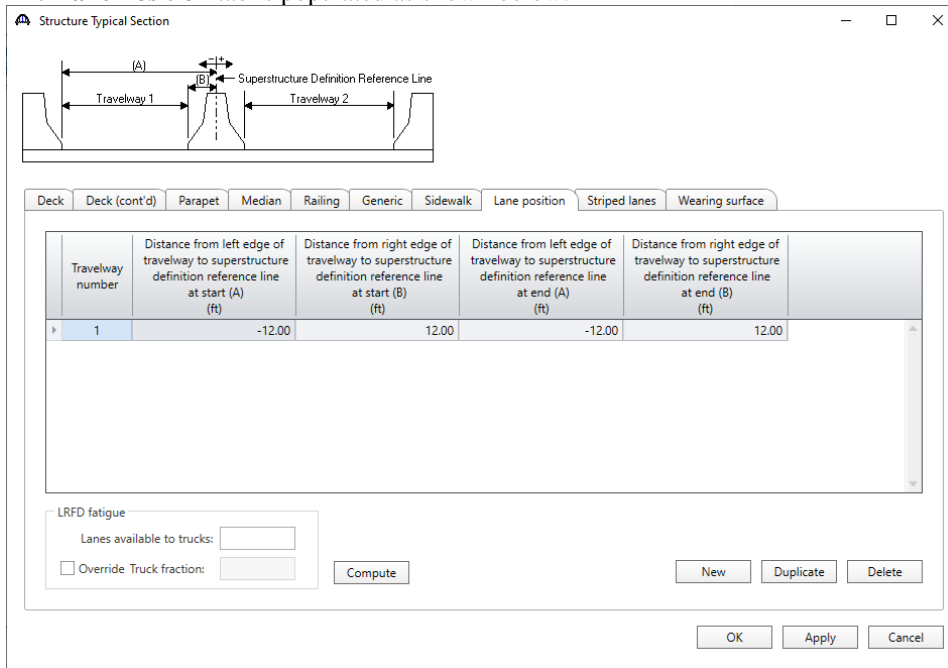 Structure Typical Section
(A)
- +
(B)
Superstructure Definition Reference Line
Travelway 1
Travelway 2
Deck Deck (cont'd) Parapet Median Railing Generic Sidewalk Lane position Striped lanes Wearing surface
Travelway number
Distance from left edge of travelway to superstructure definition reference line at start (A) (ft)
Distance from right edge of travelway to superstructure definition reference line at start (B) (ft)
Distance from left edge of travelway to superstructure definition reference line at end (A) (ft)
Distance from right edge of travelway to superstructure definition reference line at end (B) (ft)
1 -12.00 12.00 -12.00 12.00
LRFD fatigue
Lanes available to trucks:
Override Truck fraction:
Compute New Duplicate Delete
OK Apply Cancel